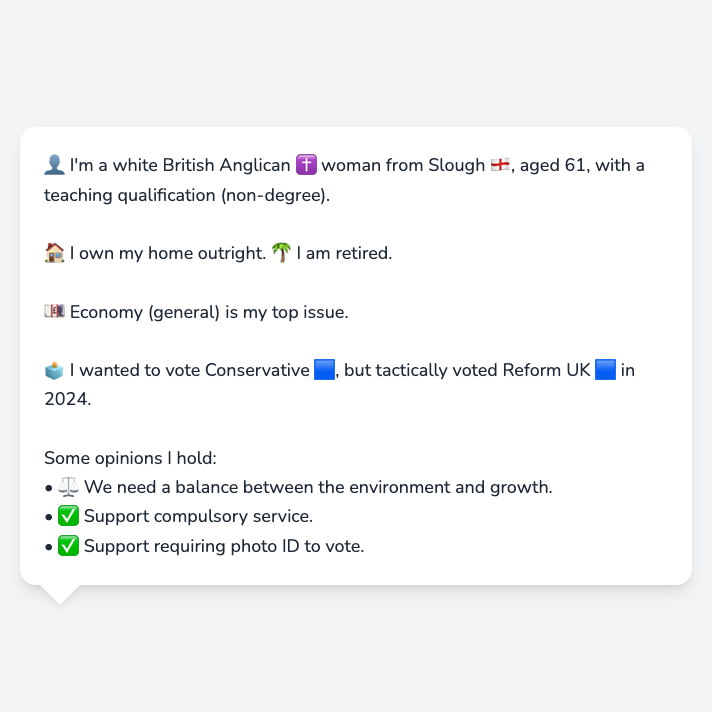 👤 I'm a white British Anglican ✝️ woman from Slough 🏴󠁧󠁢󠁥󠁮󠁧󠁿, aged 61, with a
teaching qualification (non-degree).
🏠 I own my home outright. 🌴 I am retired.
💷 Economy (general) is my top issue.
🗳️ I wanted to vote Conservative 🟦, but tactically voted Reform UK 🟦 in
2024.
Some opinions I hold:
• ⚖️ We need a balance between the environment and growth.
• ✅ Support compulsory service.
• ✅ Support requiring photo ID to vote.